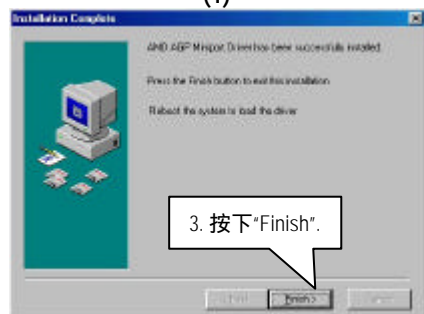 Installation Complete
AMD AGP Miniport Driver has been successfully installed.
Press the Finish button to exit this installation.
Reboot the system to load the driver
3. 按下"Finish".
Finish >